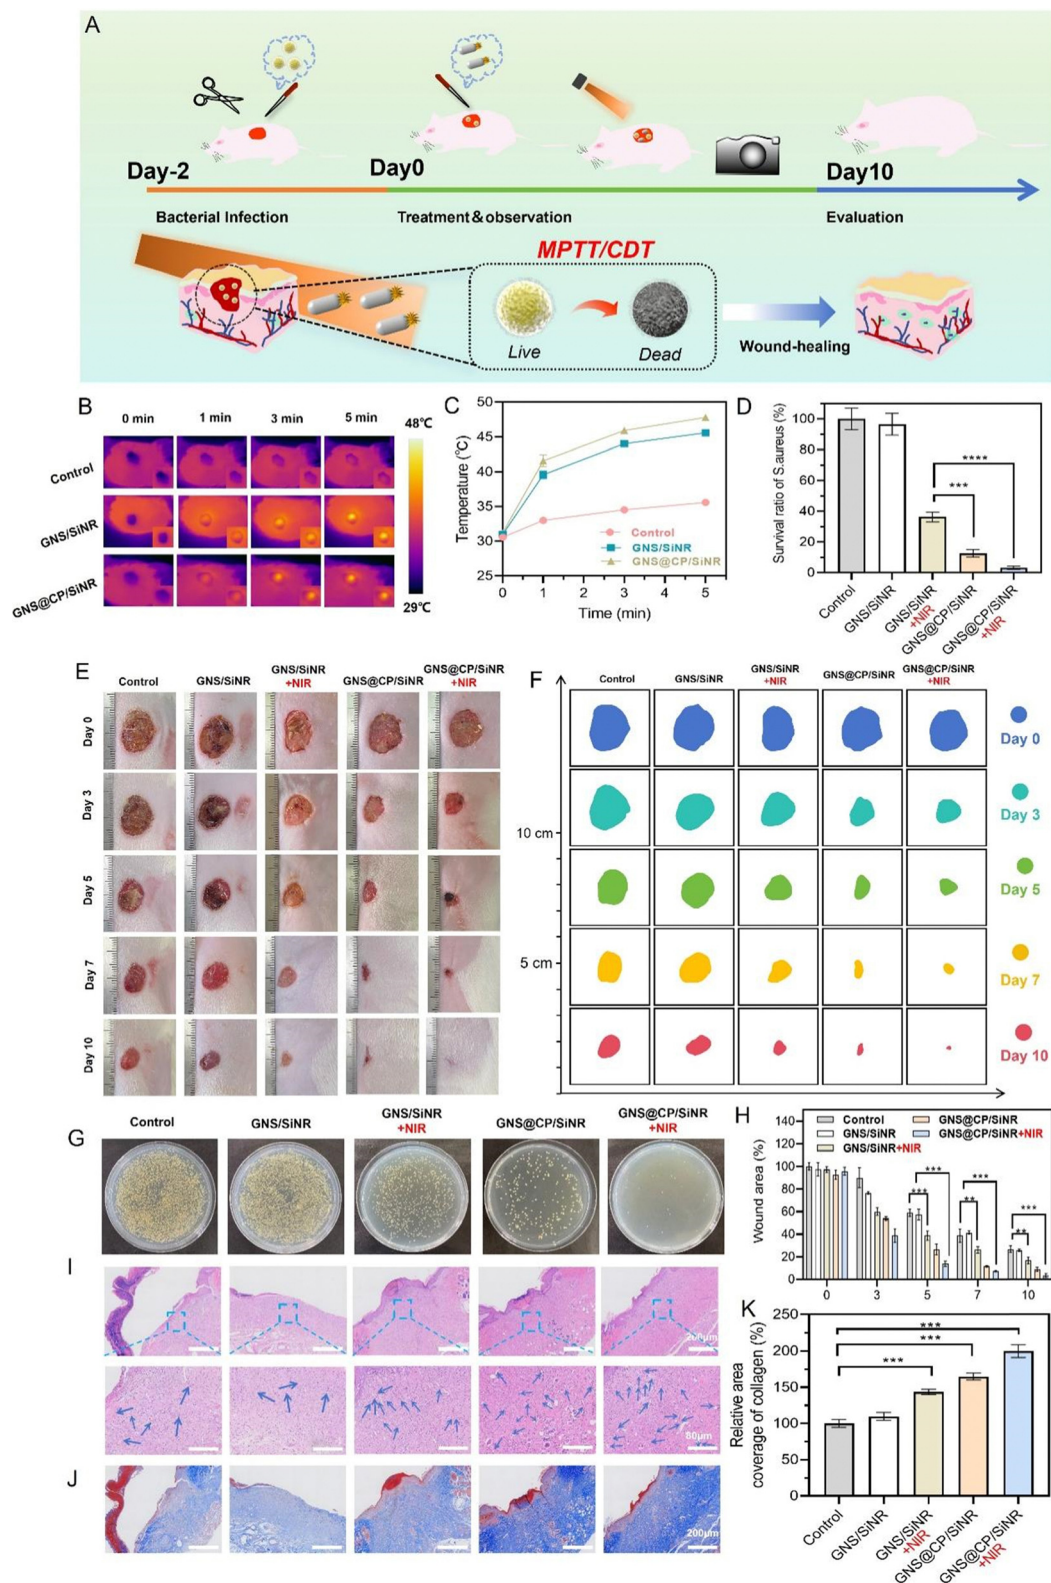 A
Day-2
Day0
Day10
Bacterial Infection
Treatment&observation
Evaluation
MPTT/CDT
Live
Dead
Wound-healing
B
0 min
1 min
3 min
5 min
48℃
Control
GNS/SiNR
GNS@CP/SiNR
29℃
C
50
45
40
35
30
25
Temperature (℃)
Control
GNS/SiNR
GNS@CP/SiNR
0
1
2
3
4
5
Time (min)
D
100
80
60
40
20
0
Survival ratio of S.aureus (%)
****
***
Control
GNS/SiNR
GNS/SiNR
+NIR
GNS@CP/SiNR
GNS@CP/SiNR
+NIR
E
Control
GNS/SiNR
GNS/SiNR
+NIR
GNS@CP/SiNR
GNS@CP/SiNR
+NIR
Day 0
Day 3
Day 5
Day 7
Day 10
F
Control
GNS/SiNR
GNS/SiNR
+NIR
GNS@CP/SiNR
GNS@CP/SiNR
+NIR
Day 0
Day 3
10 cm
Day 5
5 cm
Day 7
Day 10
G
Control
GNS/SiNR
GNS/SiNR
+NIR
GNS@CP/SiNR
GNS@CP/SiNR
+NIR
H
140
120
100
80
60
40
20
0
Wound area (%)
Control
GNS/SiNR
GNS/SiNR+NIR
GNS@CP/SiNR
GNS@CP/SiNR+NIR
***
***
***
**
***
**
0
3
5
7
10
I
200μm
80μm
J
200μm
K
250
200
150
100
50
0
Relative area
coverage of collagen (%)
***
***
***
Control
GNS/SiNR
GNS/SiNR
+NIR
GNS@CP/SiNR
GNS@CP/SiNR
+NIR